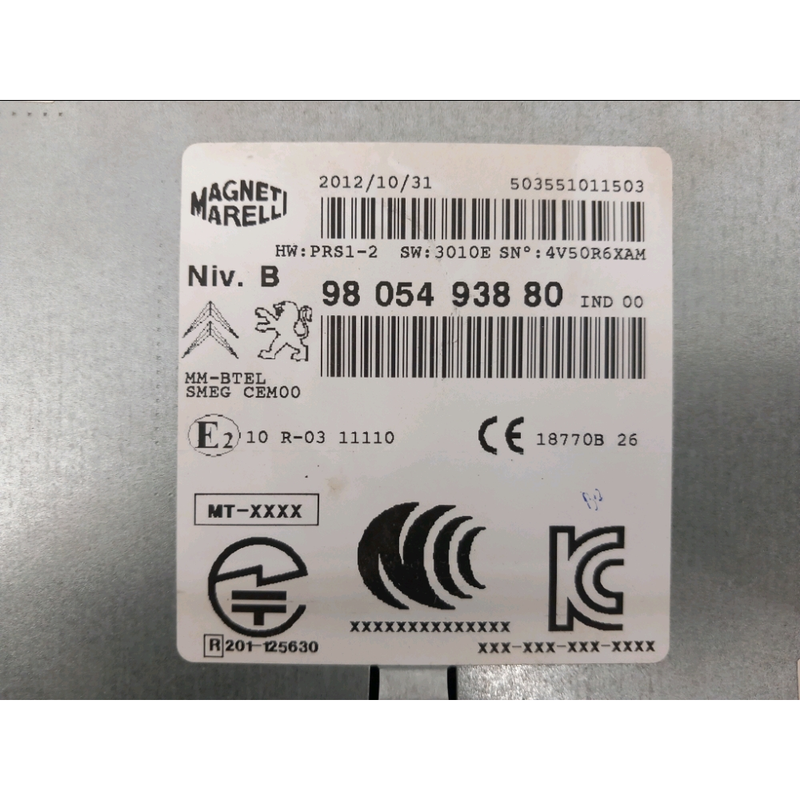 MAGNETI
MARELLI
2012/10/31 503551011503
HW:PRS1-2 SW:3010E SN°:4V50R6XAM
Niv. B
98 054 938 80 IND 00
MM-BTEL
SMEG CEM00
E2 10 R-03 11110 CE 18770B 26
MT-XXXX
R 201-125630
XXXXXXXXXXXXXX
XXX-XXX-XXX-XXXX